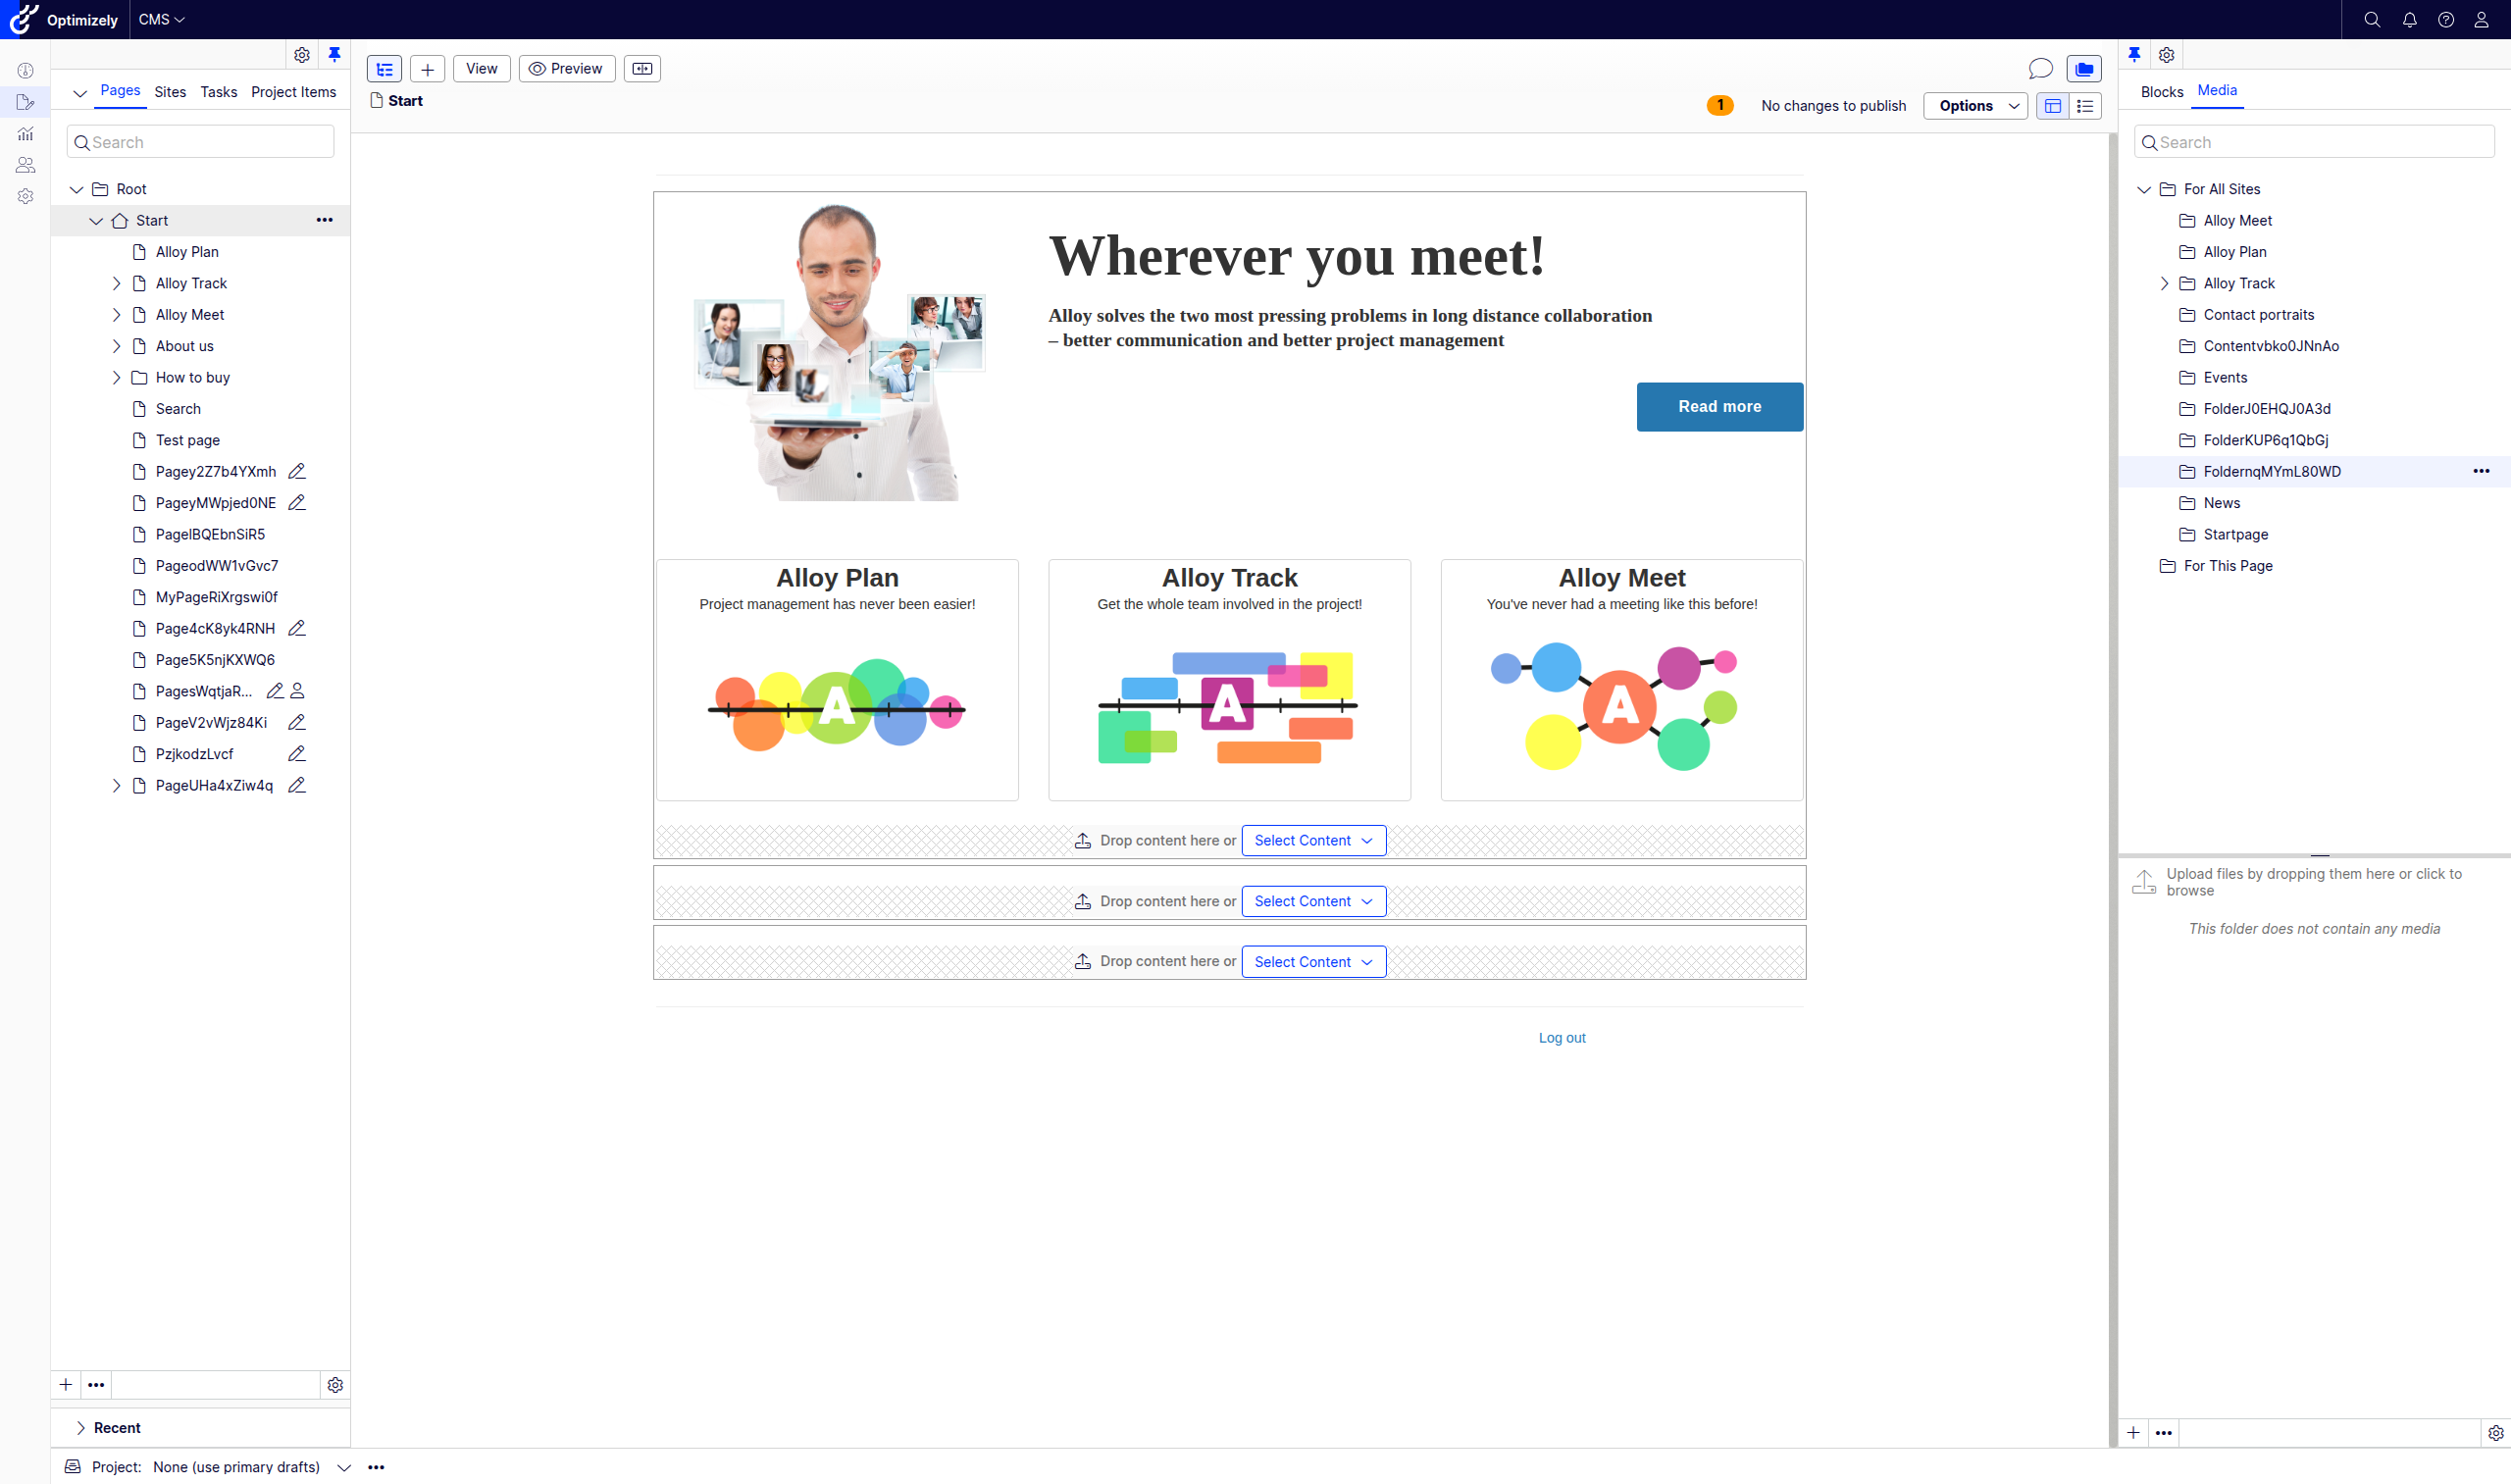 Optimizely CMS
Pages Sites Tasks Project Items
Search
Root
Start
Alloy Plan
Alloy Track
Alloy Meet
About us
How to buy
Search
Test page
Pagey2Z7b4YXmh
PageyMWpjed0NE
PagelBQEbnSiR5
PageodWW1vGvc7
MyPageRiXrgswi0f
Page4cK8yk4RNH
Page5K5njKXWQ6
PagesWqtjaR...
PageV2vWjz84Ki
PzjkodzLvcf
PageUHa4xZiw4q
Recent
Project: None (use primary drafts)
View Preview
Start
1 No changes to publish Options
Wherever you meet!
Alloy solves the two most pressing problems in long distance collaboration
– better communication and better project management
Read more
Alloy Plan
Project management has never been easier!
A
Alloy Track
Get the whole team involved in the project!
A
Alloy Meet
You've never had a meeting like this before!
A
Drop content here or Select Content
Drop content here or Select Content
Drop content here or Select Content
Log out
Blocks Media
Search
For All Sites
Alloy Meet
Alloy Plan
Alloy Track
Contact portraits
Contentvbko0JNnAo
Events
FolderJ0EHQJ0A3d
FolderKUP6q1QbGj
FoldernqMYmL80WD
News
Startpage
For This Page
Upload files by dropping them here or click to
browse
This folder does not contain any media